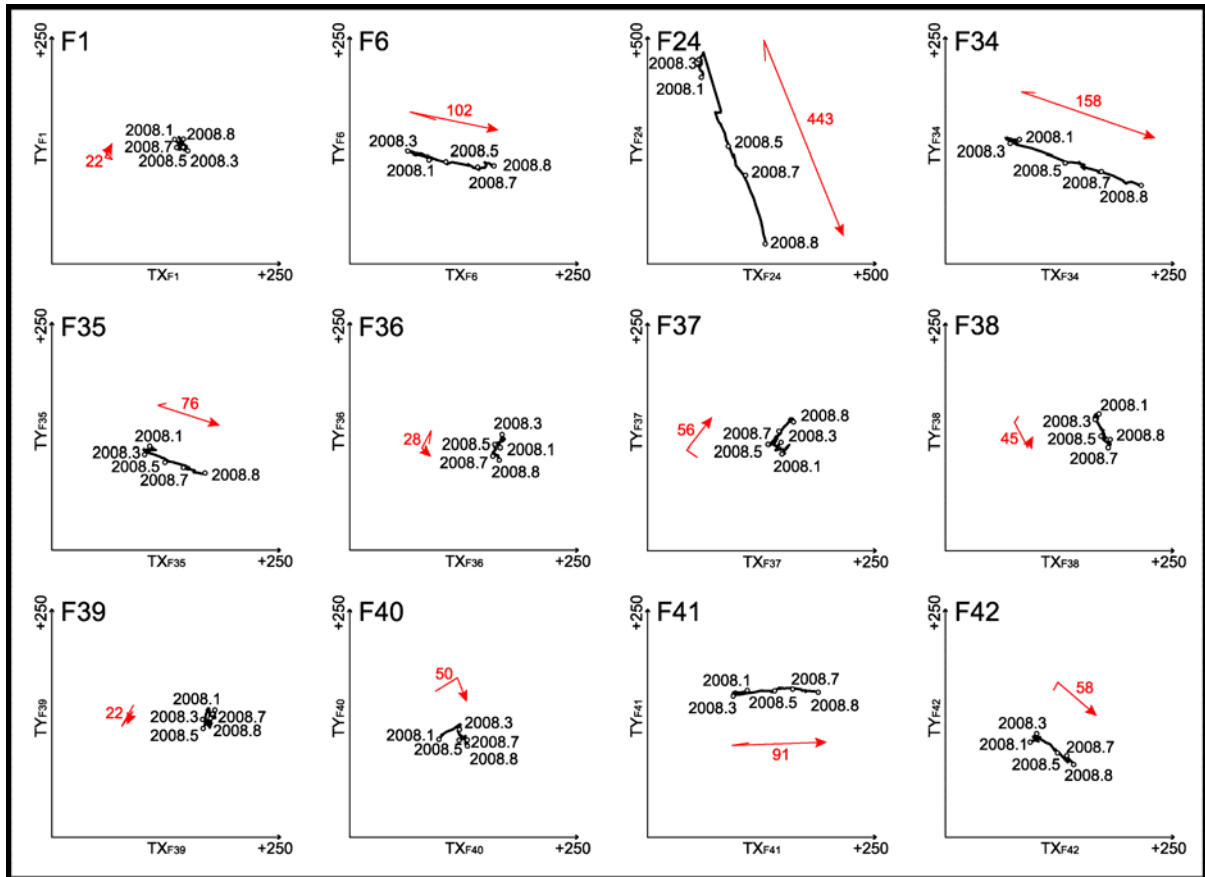 +250 F1 2008.1 2008.8 2008.7 2008.5 2008.3 22 TYF1 TXF1 +250
+250 F6 102 2008.3 2008.5 2008.1 2008.8 2008.7 TYF6 TXF6 +250
+500 F24 2008.3 2008.1 443 2008.5 2008.7 2008.8 TYF24 TXF24 +500
+250 F34 158 2008.1 2008.3 2008.5 2008.7 2008.8 TYF34 TXF34 +250
+250 F35 76 2008.1 2008.3 2008.5 2008.7 2008.8 TYF35 TXF35 +250
+250 F36 28 2008.3 2008.5 2008.1 2008.7 2008.8 TYF36 TXF36 +250
+250 F37 56 2008.8 2008.7 2008.3 2008.5 2008.1 TYF37 TXF37 +250
+250 F38 45 2008.1 2008.3 2008.5 2008.8 2008.7 TYF38 TXF38 +250
+250 F39 22 2008.1 2008.3 2008.7 2008.5 2008.8 TYF39 TXF39 +250
+250 F40 50 2008.3 2008.1 2008.5 2008.7 2008.8 TYF40 TXF40 +250
+250 F41 2008.1 2008.7 2008.3 2008.5 2008.8 91 TYF41 TXF41 +250
+250 F42 58 2008.3 2008.1 2008.7 2008.5 2008.8 TYF42 TXF42 +250